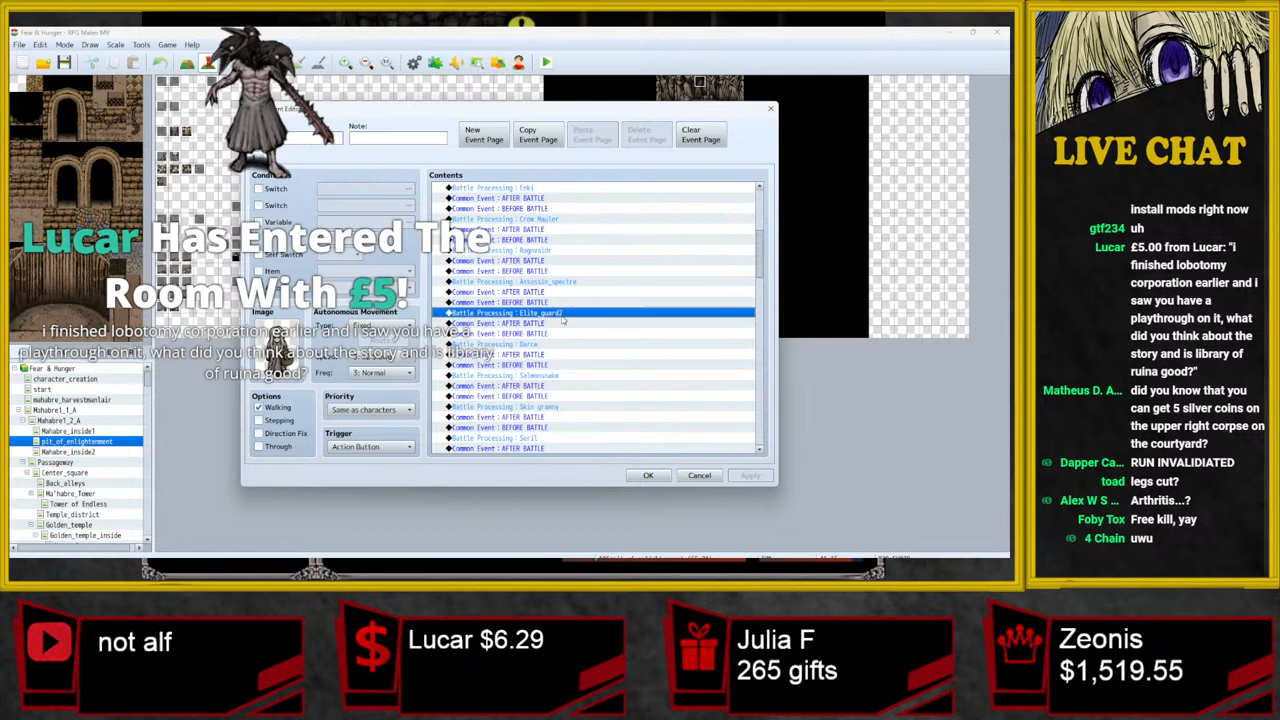 Fear & Hunger - RPG Maker MV
File Edit Mode Draw Scale Tools Game Help
Note:
New Event Page
Copy Event Page
Paste Event Page
Delete Event Page
Clear Event Page
Contents
Switch
Switch
Variable
Self Switch
Item
Image
Autonomous Movement
Freq: 3: Normal
Options
Walking
Stepping
Direction Fix
Through
Priority
Same as characters
Trigger
Action Button
◆Battle Processing : Enki
◆Common Event : AFTER BATTLE
◆Common Event : BEFORE BATTLE
◆Battle Processing : Crow Mauler
◆Common Event : AFTER BATTLE
◆Common Event : BEFORE BATTLE
Battle Processing : Ragnvaldr
◆Common Event : AFTER BATTLE
◆Common Event : BEFORE BATTLE
◆Battle Processing : Assassin_spectre
◆Common Event : AFTER BATTLE
◆Common Event : BEFORE BATTLE
◆Battle Processing : Elite_guard2
◆Common Event : AFTER BATTLE
◆Common Event : BEFORE BATTLE
◆Battle Processing : Darce
◆Common Event : AFTER BATTLE
◆Common Event : BEFORE BATTLE
◆Battle Processing : Salmonsnake
◆Common Event : AFTER BATTLE
◆Common Event : BEFORE BATTLE
◆Battle Processing : Skin granny
◆Common Event : AFTER BATTLE
◆Common Event : BEFORE BATTLE
◆Battle Processing : Seril
◆Common Event : AFTER BATTLE
OK Cancel Apply
Lucar Has Entered The
Room With £5!
i finished lobotomy corporation earlier and i saw you have a
playthrough on it, what did you think about the story and is library
of ruina good?
Fear & Hunger
character_creation
start
mahabre_harvestmanlair
Mahabre1_1_A
Mahabre1_2_A
Mahabre_inside1
pit_of_enlightenment
Mahabre_inside2
Passageway
Center_square
Back_alleys
Ma'habre_Tower
Tower of Endless
Temple_district
Golden_temple
Golden_temple_inside
LIVE CHAT
install mods right now
gtf234 uh
Lucar £5.00 from Lucar: "i
finished lobotomy
corporation earlier and i
saw you have a
playthrough on it, what
did you think about the
story and is library of
ruina good?"
Matheus D. A... did you know that you
can get 5 silver coins on
the upper right corpse on
the courtyard?
Dapper Ca... RUN INVALIDIATED
toad legs cut?
Alex W S ... Arthritis...?
Foby Tox Free kill, yay
4 Chain uwu
not alf
Lucar $6.29
Julia F
265 gifts
Zeonis
$1,519.55